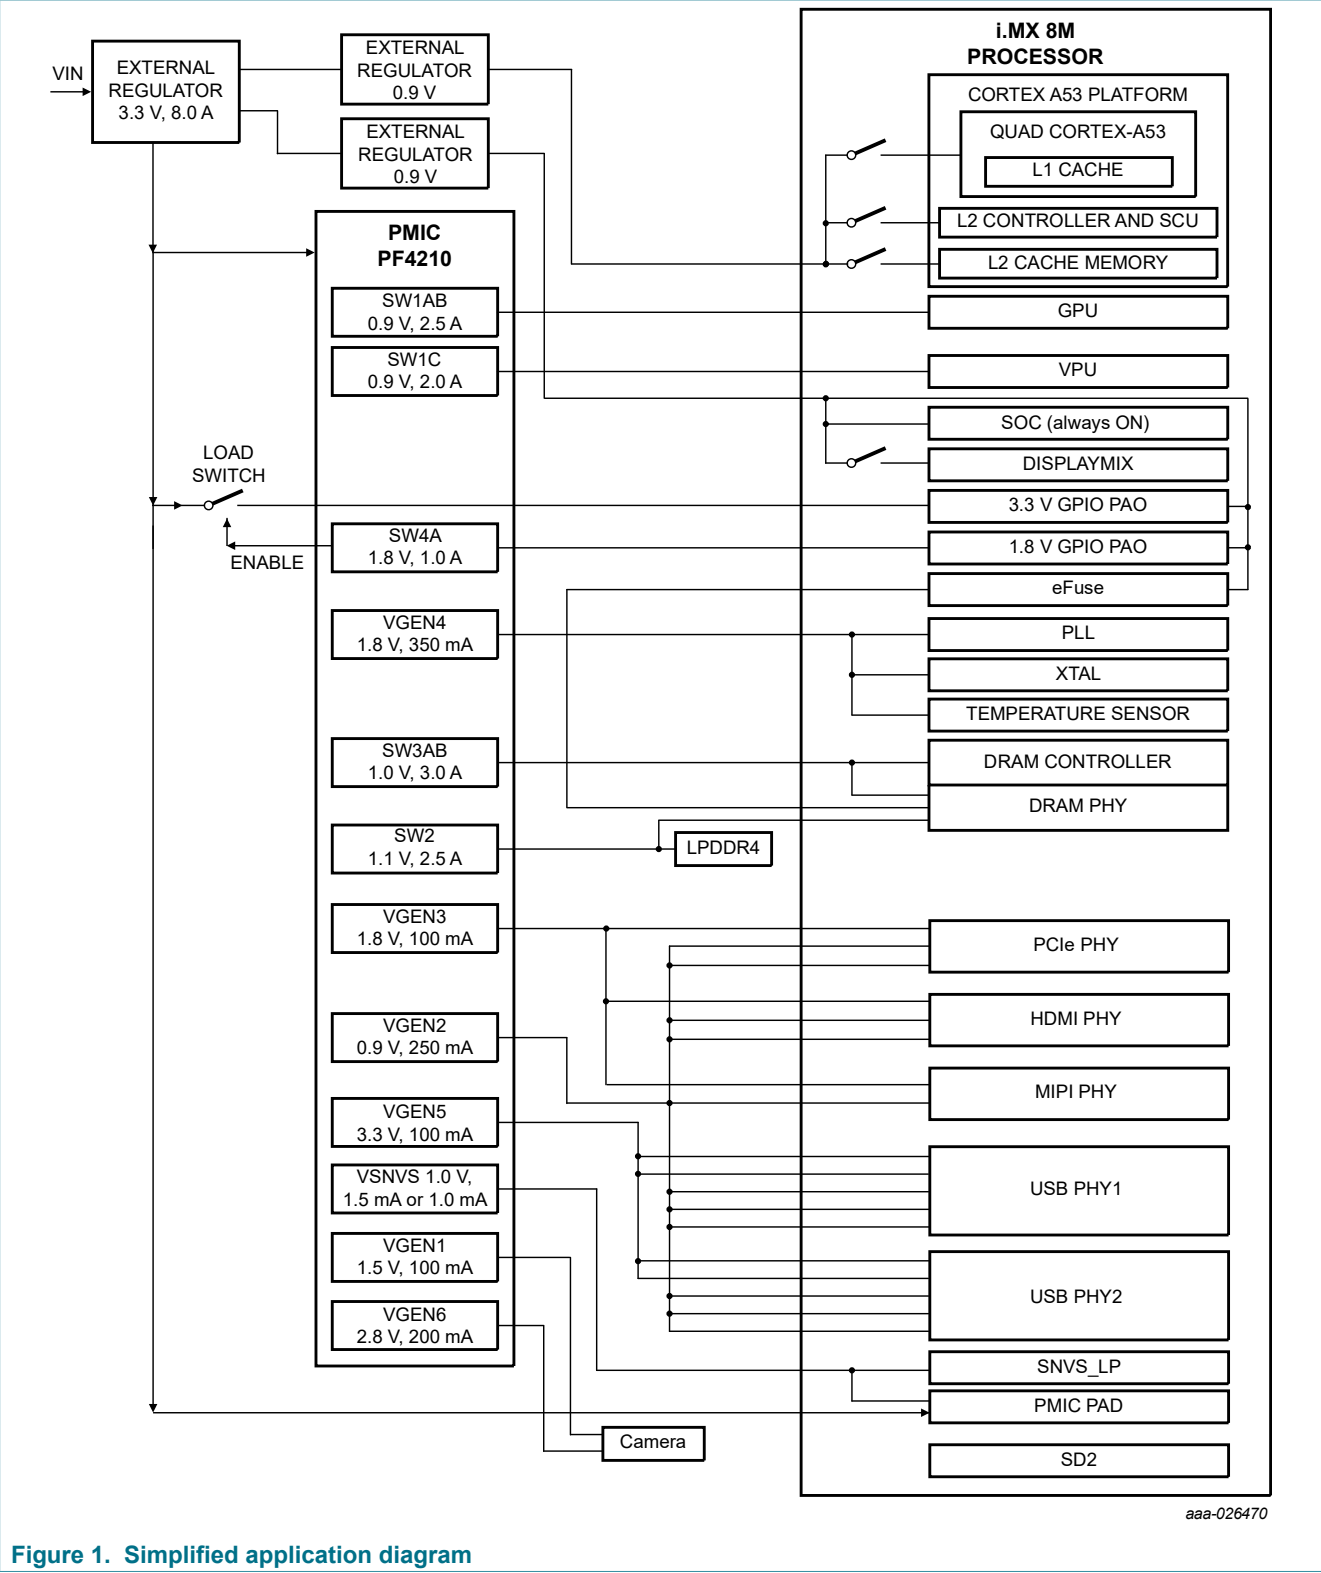 VIN
EXTERNAL
REGULATOR
3.3 V, 8.0 A
EXTERNAL
REGULATOR
0.9 V
EXTERNAL
REGULATOR
0.9 V
PMIC
PF4210
SW1AB
0.9 V, 2.5 A
SW1C
0.9 V, 2.0 A
LOAD
SWITCH
ENABLE
SW4A
1.8 V, 1.0 A
VGEN4
1.8 V, 350 mA
SW3AB
1.0 V, 3.0 A
SW2
1.1 V, 2.5 A
LPDDR4
VGEN3
1.8 V, 100 mA
VGEN2
0.9 V, 250 mA
VGEN5
3.3 V, 100 mA
VSNVS 1.0 V,
1.5 mA or 1.0 mA
VGEN1
1.5 V, 100 mA
VGEN6
2.8 V, 200 mA
Camera
i.MX 8M
PROCESSOR
CORTEX A53 PLATFORM
QUAD CORTEX-A53
L1 CACHE
L2 CONTROLLER AND SCU
L2 CACHE MEMORY
GPU
VPU
SOC (always ON)
DISPLAYMIX
3.3 V GPIO PAO
1.8 V GPIO PAO
eFuse
PLL
XTAL
TEMPERATURE SENSOR
DRAM CONTROLLER
DRAM PHY
PCIe PHY
HDMI PHY
MIPI PHY
USB PHY1
USB PHY2
SNVS_LP
PMIC PAD
SD2
aaa-026470
Figure 1. Simplified application diagram